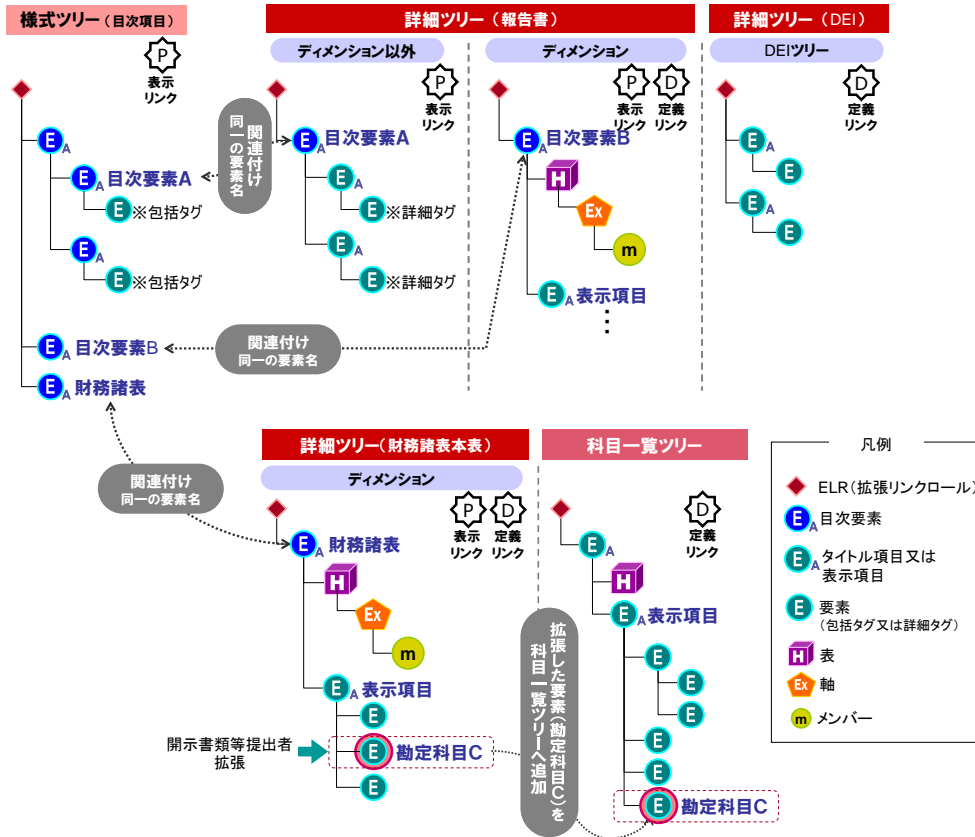 様式ツリー(目次項目)
P
表示
リンク
E A
E A 目次要素A
E ※包括タグ
E A
E ※包括タグ
E A 目次要素B
E A 財務諸表
関連付け
同一の要素名
詳細ツリー(報告書)
ディメンション以外
P
表示
リンク
E A 目次要素A
E A
E ※詳細タグ
E A
E ※詳細タグ
ディメンション
P D
表示 定義
リンク リンク
E A 目次要素B
H
Ex
m
E A 表示項目
関連付け
同一の要素名
詳細ツリー(DEI)
DEIツリー
D
定義
リンク
E A
E
E A
E
関連付け
同一の要素名
詳細ツリー(財務諸表本表)
ディメンション
P D
表示 定義
リンク リンク
E A 財務諸表
H
Ex
m
E A 表示項目
E
開示書類等提出者
拡張
E 勘定科目C
E
拡張した要素(勘定科目C)を
科目一覧ツリーへ追加
科目一覧ツリー
D
定義
リンク
E A
H
E A 表示項目
E
E
E
E
E
E 勘定科目C
凡例
ELR(拡張リンクロール)
E A 目次要素
E A タイトル項目又は
表示項目
E 要素
(包括タグ又は詳細タグ)
H 表
Ex 軸
m メンバー